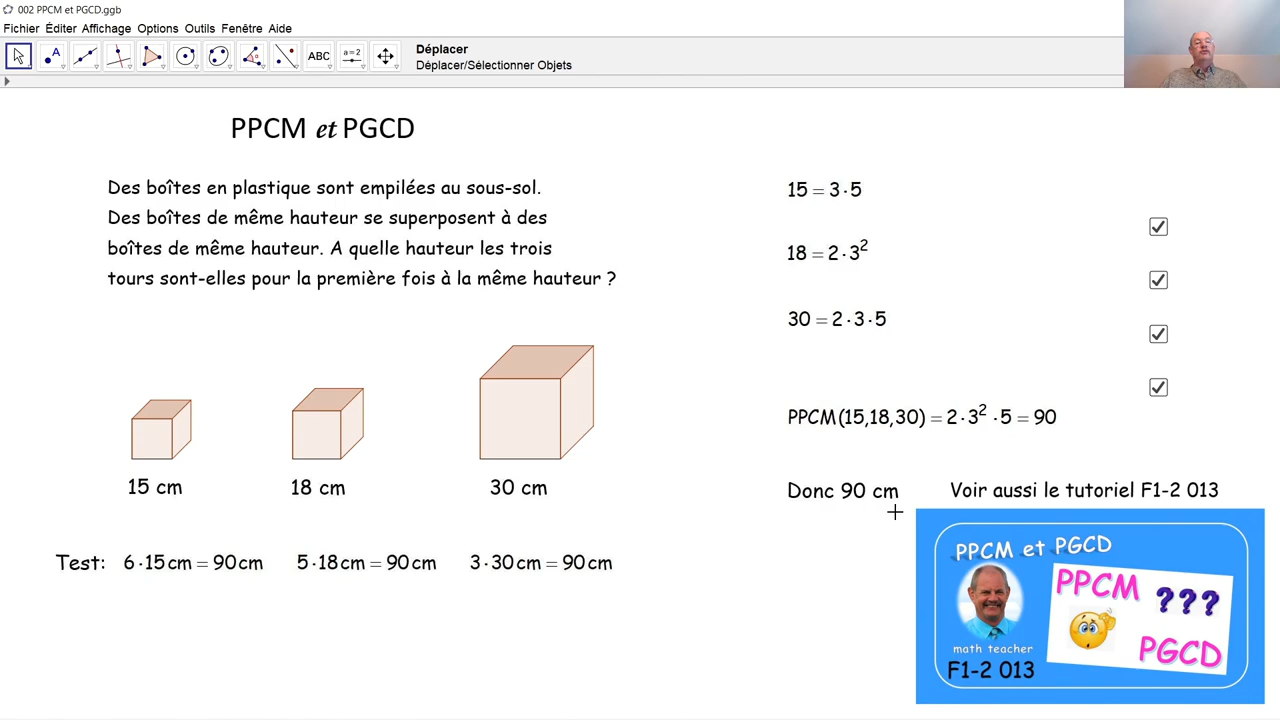 002 PPCM et PGCD.ggb
Fichier Éditer Affichage Options Outils Fenêtre Aide
A
ABC
a=2
Déplacer
Déplacer/Sélectionner Objets
PPCM et PGCD
Des boîtes en plastique sont empilées au sous-sol.
Des boîtes de même hauteur se superposent à des
boîtes de même hauteur. A quelle hauteur les trois
tours sont-elles pour la première fois à la même hauteur ?
15 cm 18 cm 30 cm
Test: 6·15cm = 90cm 5·18cm = 90cm 3·30cm = 90cm
15 = 3·5
18 = 2·3²
30 = 2·3·5
PPCM(15,18,30) = 2·3²·5 = 90
Donc 90 cm
Voir aussi le tutoriel F1-2 013
PPCM et PGCD
PPCM
???
PGCD
math teacher
F1-2 013